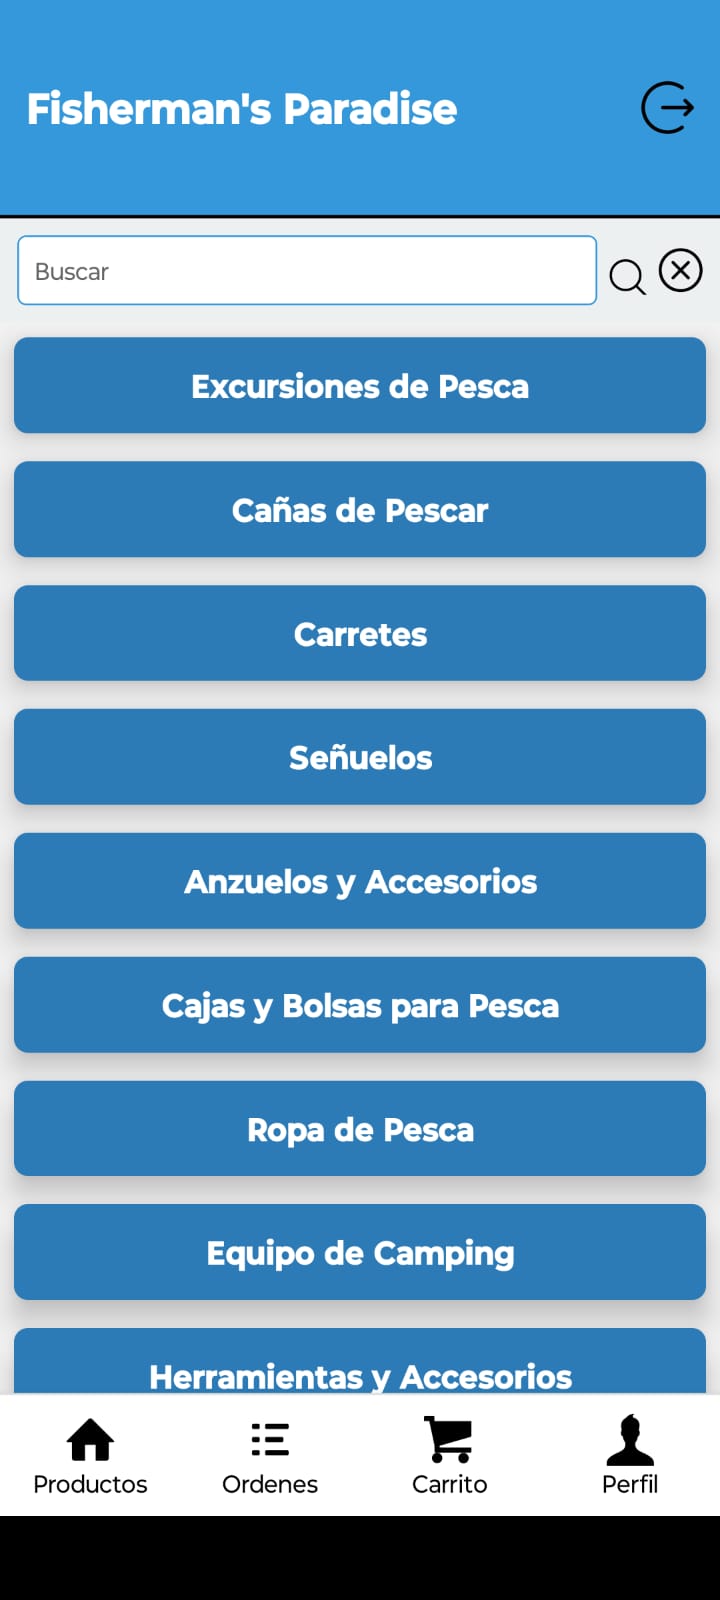 Fisherman's Paradise
Buscar
Excursiones de Pesca
Cañas de Pescar
Carretes
Señuelos
Anzuelos y Accesorios
Cajas y Bolsas para Pesca
Ropa de Pesca
Equipo de Camping
Herramientas y Accesorios
Productos
Ordenes
Carrito
Perfil